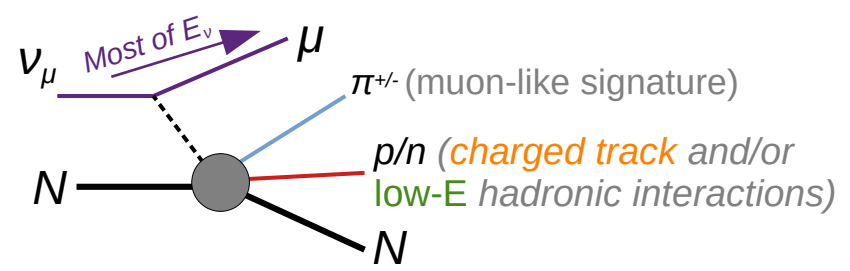 Most of E_ν
ν_μ
μ
π^+/- (muon-like signature)
p/n (charged track and/or
low-E hadronic interactions)
N
N